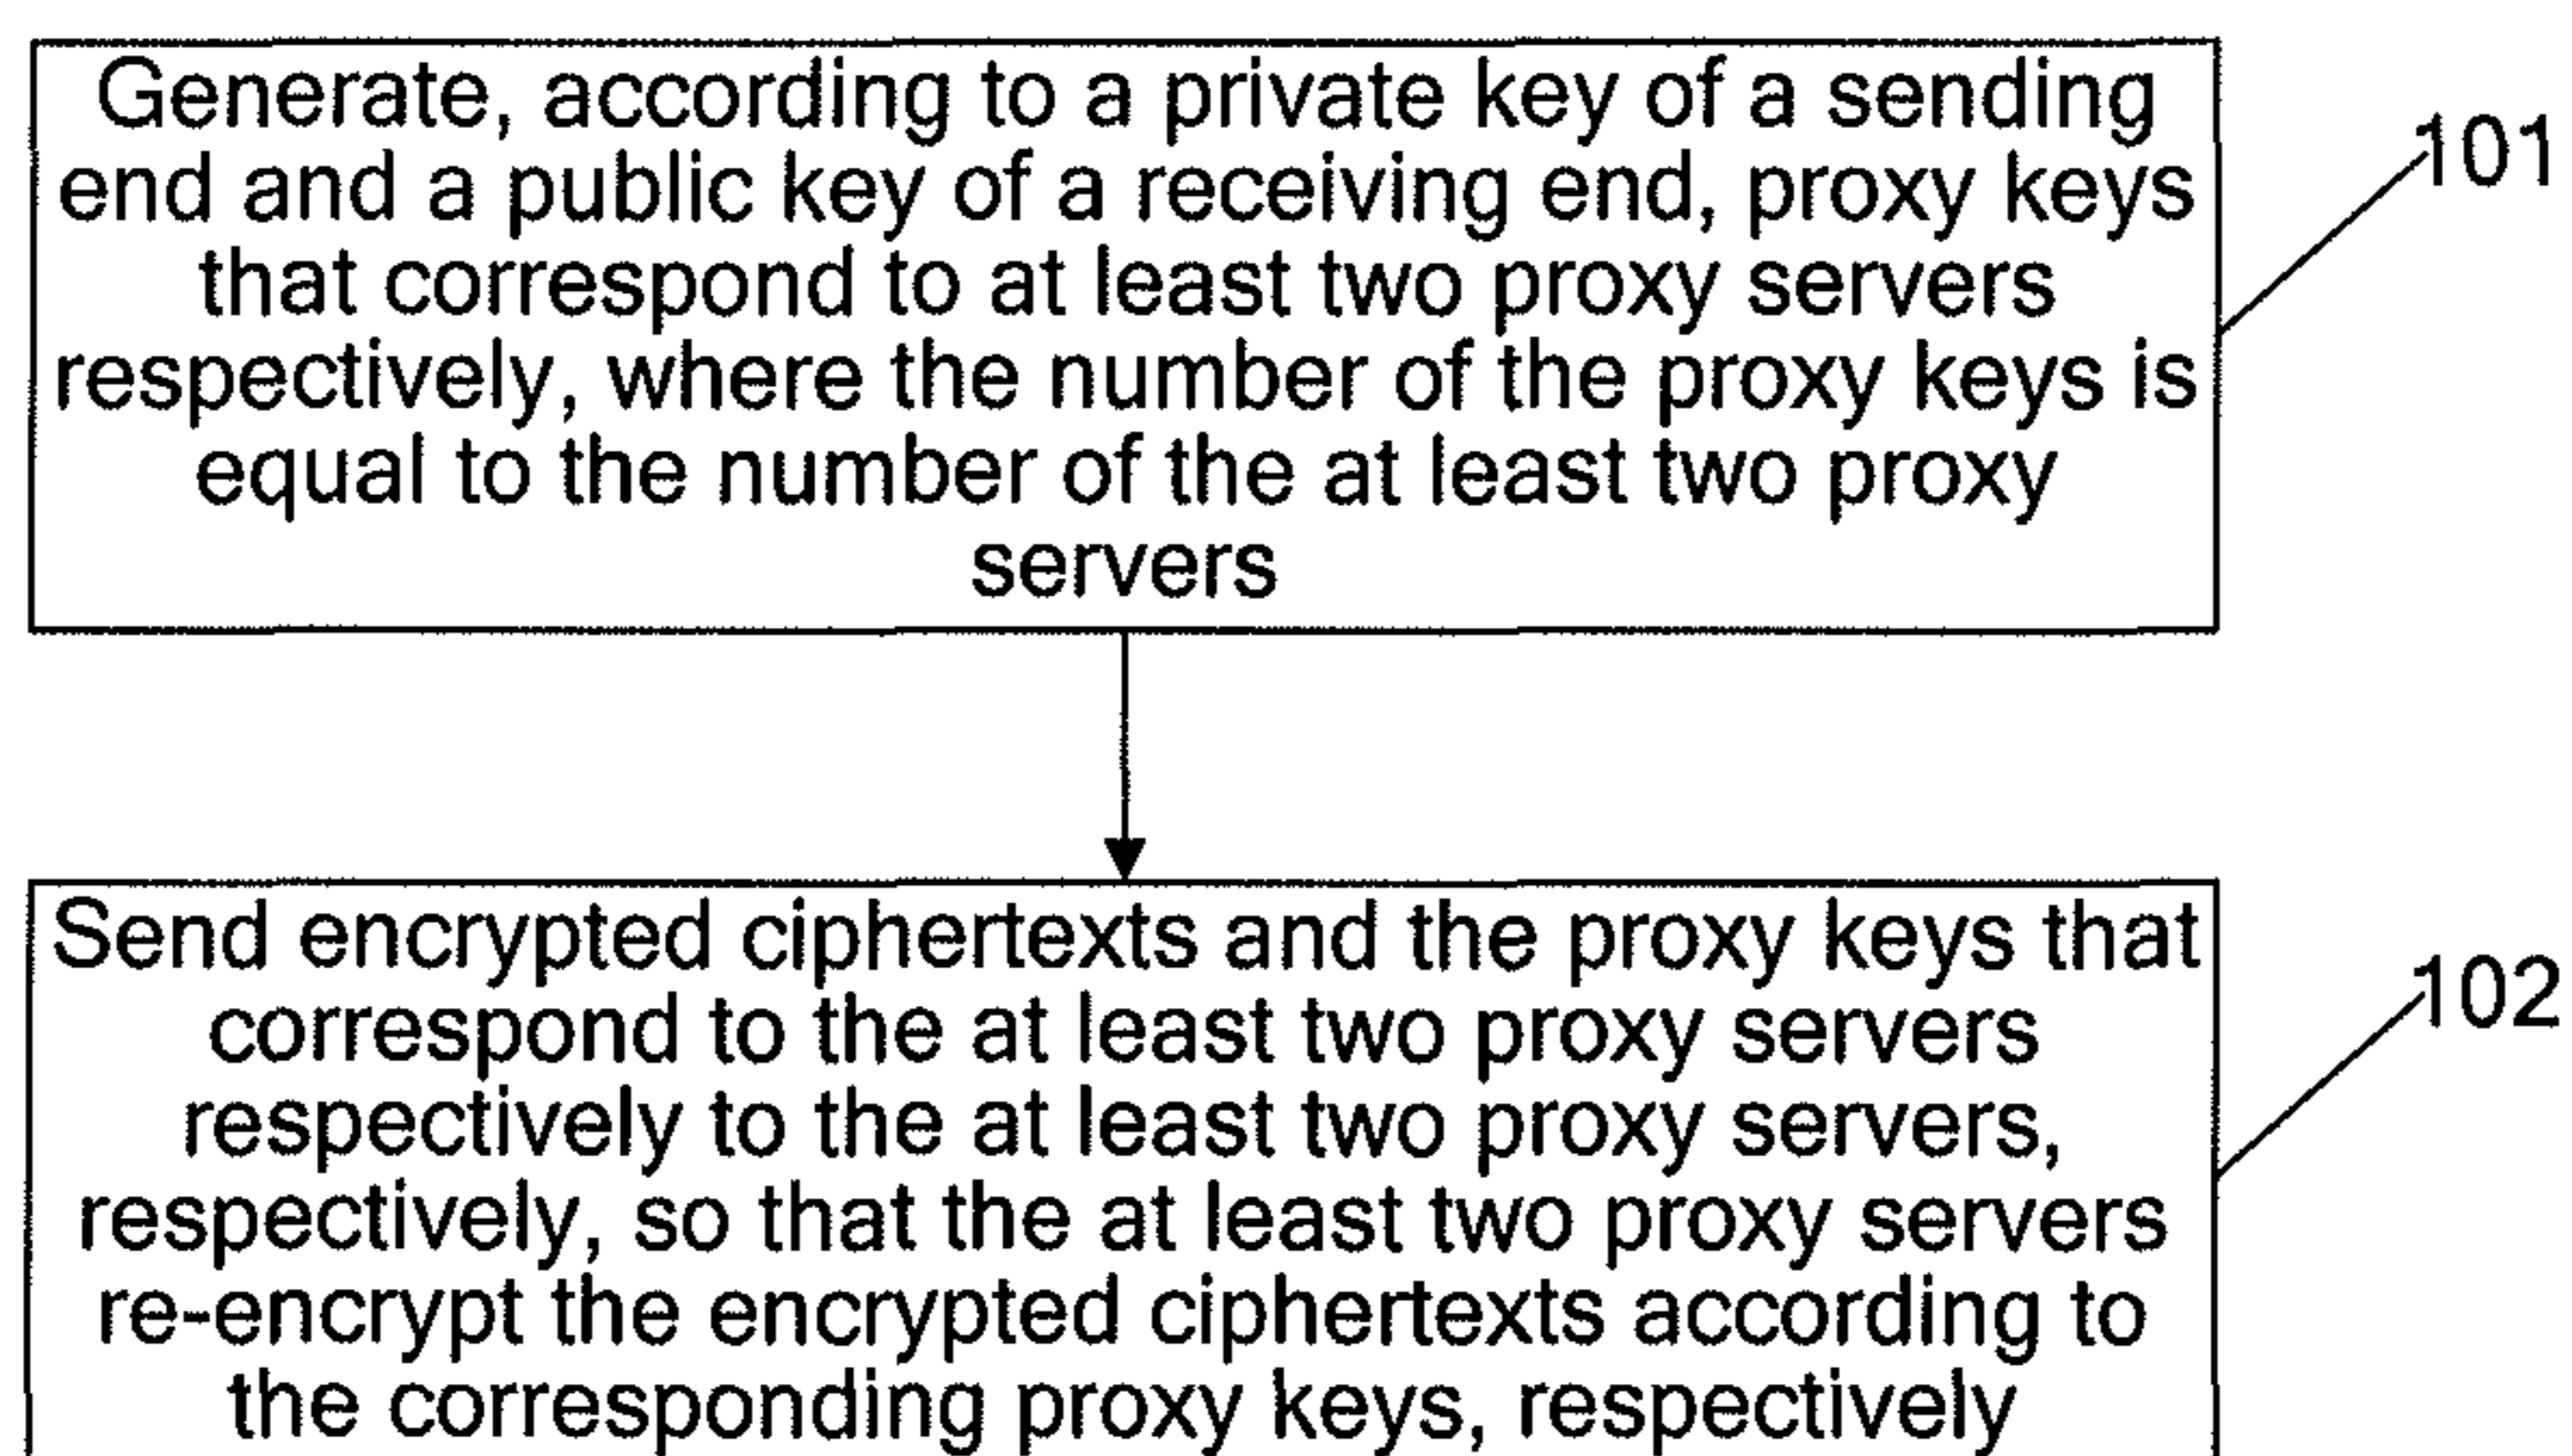 Generate, according to a private key of a sending
end and a public key of a receiving end, proxy keys
that correspond to at least two proxy servers
respectively, where the number of the proxy keys is
equal to the number of the at least two proxy
servers
101
Send encrypted ciphertexts and the proxy keys that
correspond to the at least two proxy servers
respectively to the at least two proxy servers,
respectively, so that the at least two proxy servers
re-encrypt the encrypted ciphertexts according to
the corresponding proxy keys, respectively
102